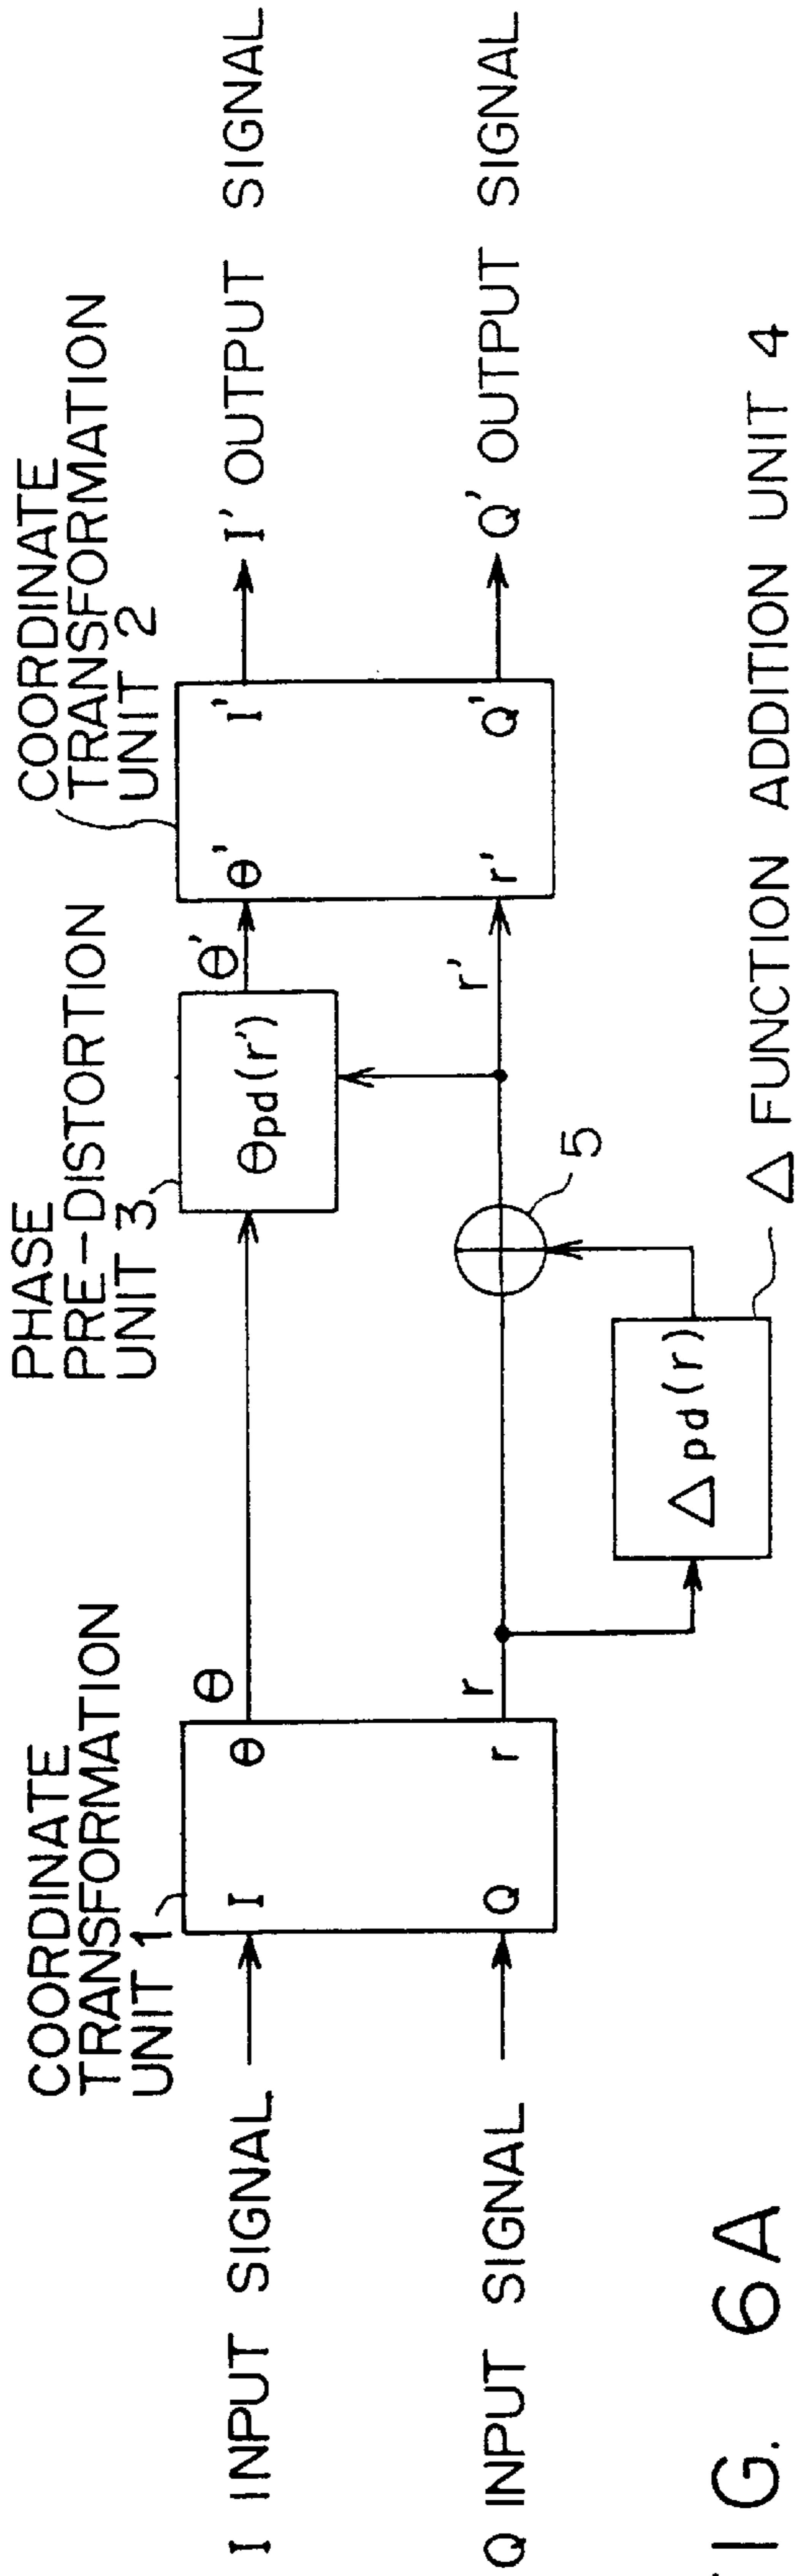 COORDINATE
TRANSFORMATION
UNIT 1
PHASE
PRE-DISTORTION
UNIT 3
COORDINATE
TRANSFORMATION
UNIT 2
I INPUT SIGNAL
I
θ
θ
θpd(r')
θ'
θ'
I'
I' OUTPUT SIGNAL
Q INPUT SIGNAL
Q
r
r
5
r'
r'
Q'
Q' OUTPUT SIGNAL
Δpd(r)
Δ FUNCTION ADDITION UNIT 4
IG. 6A